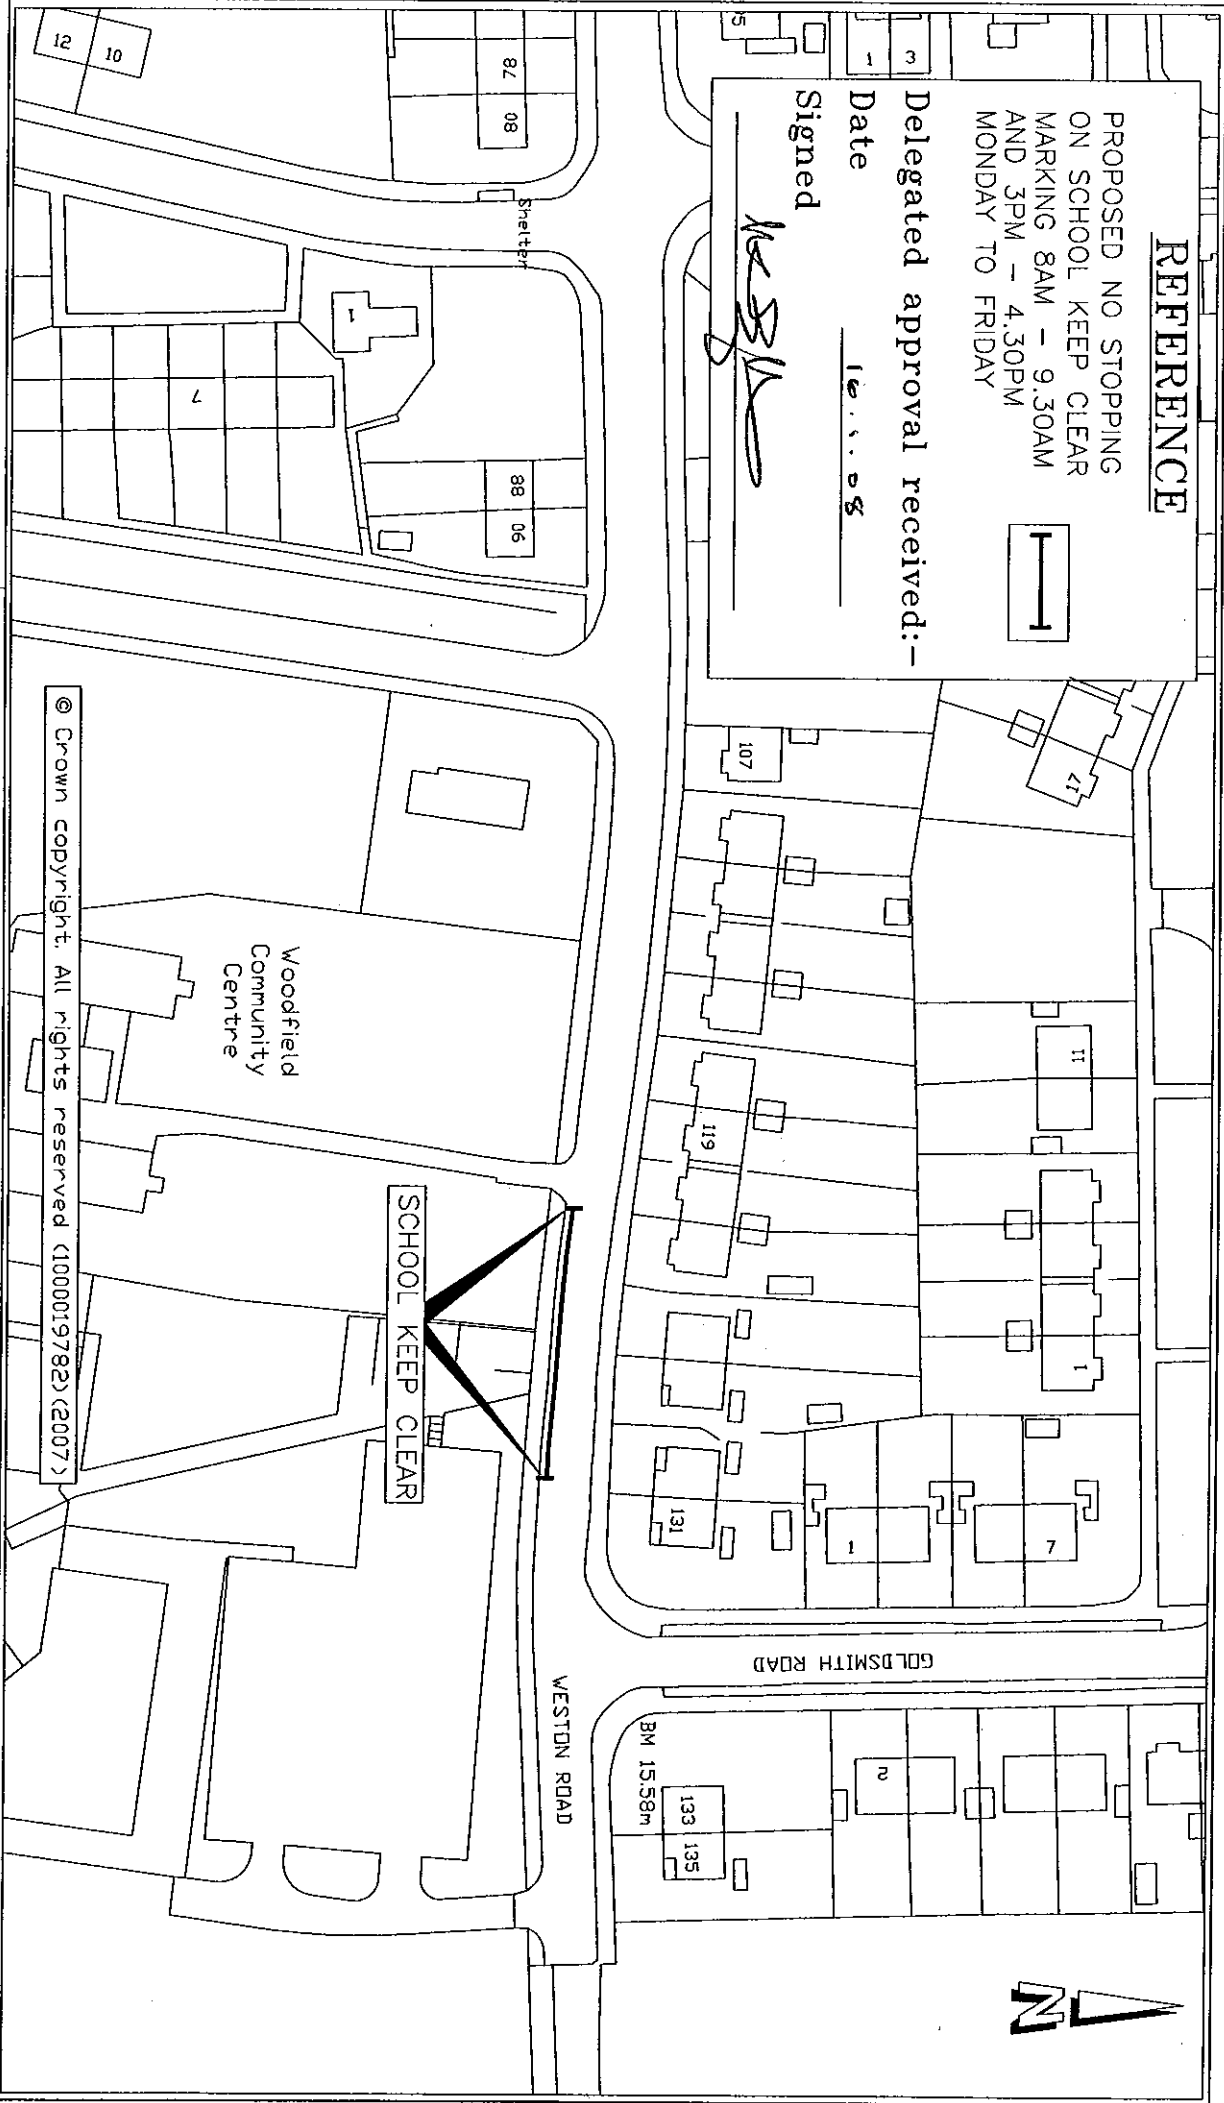 REFERENCE
PROPOSED NO STOPPING
ON SCHOOL KEEP CLEAR
MARKING 8AM - 9.30AM
AND 3PM - 4.30PM
MONDAY TO FRIDAY
Delegated approval received:-
Date
Signed
5
1
3
12
10
78
80
Shelter
1
7
88
90
107
17
11
119
1
131
1
7
GOLDSMITH ROAD
WESTON ROAD
BM 15.58m
133
135
2
Woodfield
Community
Centre
SCHOOL KEEP CLEAR
N
© Crown copyright. All rights reserved (1000019782)(2007)